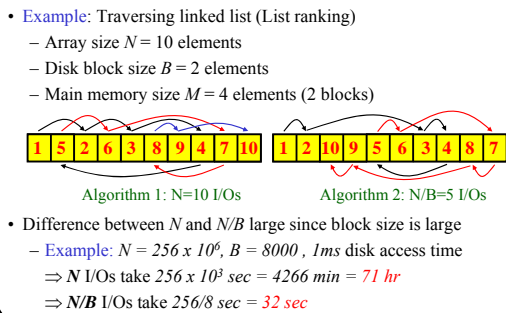 • Example: Traversing linked list (List ranking)
– Array size N = 10 elements
– Disk block size B = 2 elements
– Main memory size M = 4 elements (2 blocks)
1 5 2 6 3 8 9 4 7 10
1 2 10 9 5 6 3 4 8 7
Algorithm 1: N=10 I/Os
Algorithm 2: N/B=5 I/Os
• Difference between N and N/B large since block size is large
– Example: N = 256 x 10⁶, B = 8000 , 1ms disk access time
⇒ N I/Os take 256 x 10³ sec = 4266 min = 71 hr
⇒ N/B I/Os take 256/8 sec = 32 sec